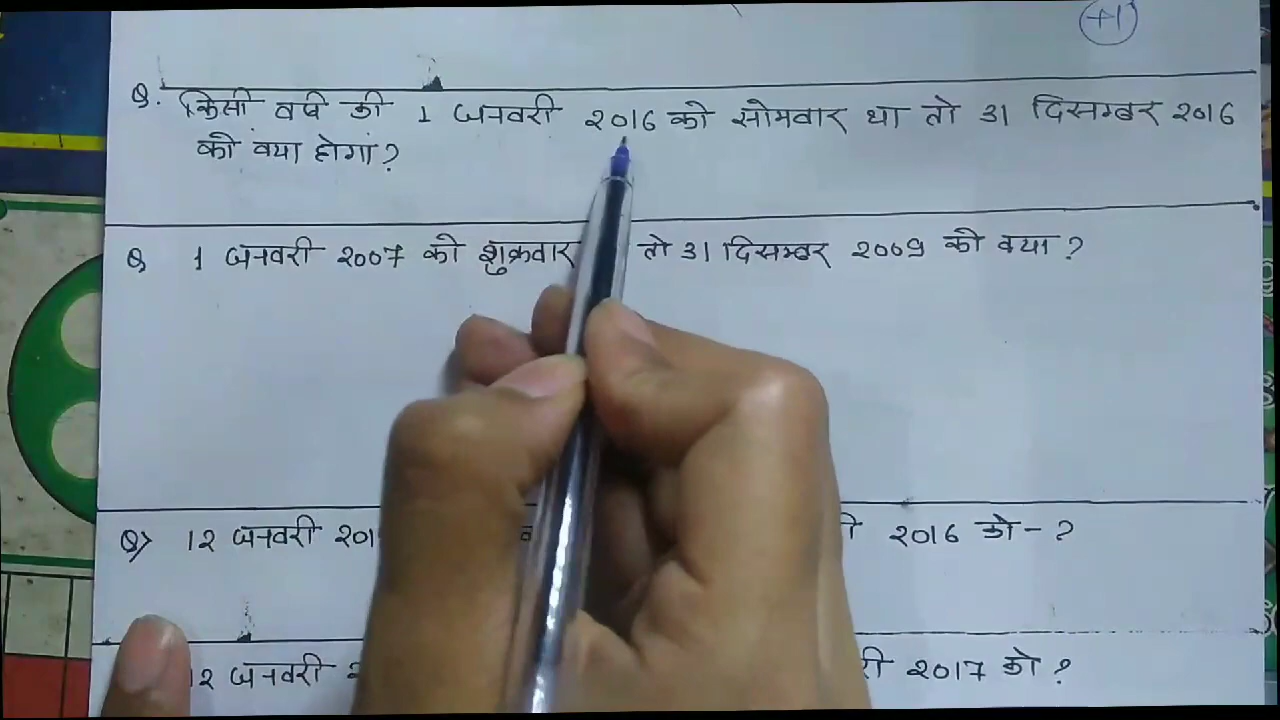 +1
Q. किसी वर्ष की 1 जनवरी 2016 को सोमवार था तो 31 दिसम्बर 2016
को क्या होगा?
Q 1 जनवरी 2007 को शुक्रवार तो 31 दिसम्बर 2009 को क्या?
Q> 12 जनवरी 2016 को - ?
12 जनवरी 2017 को ?